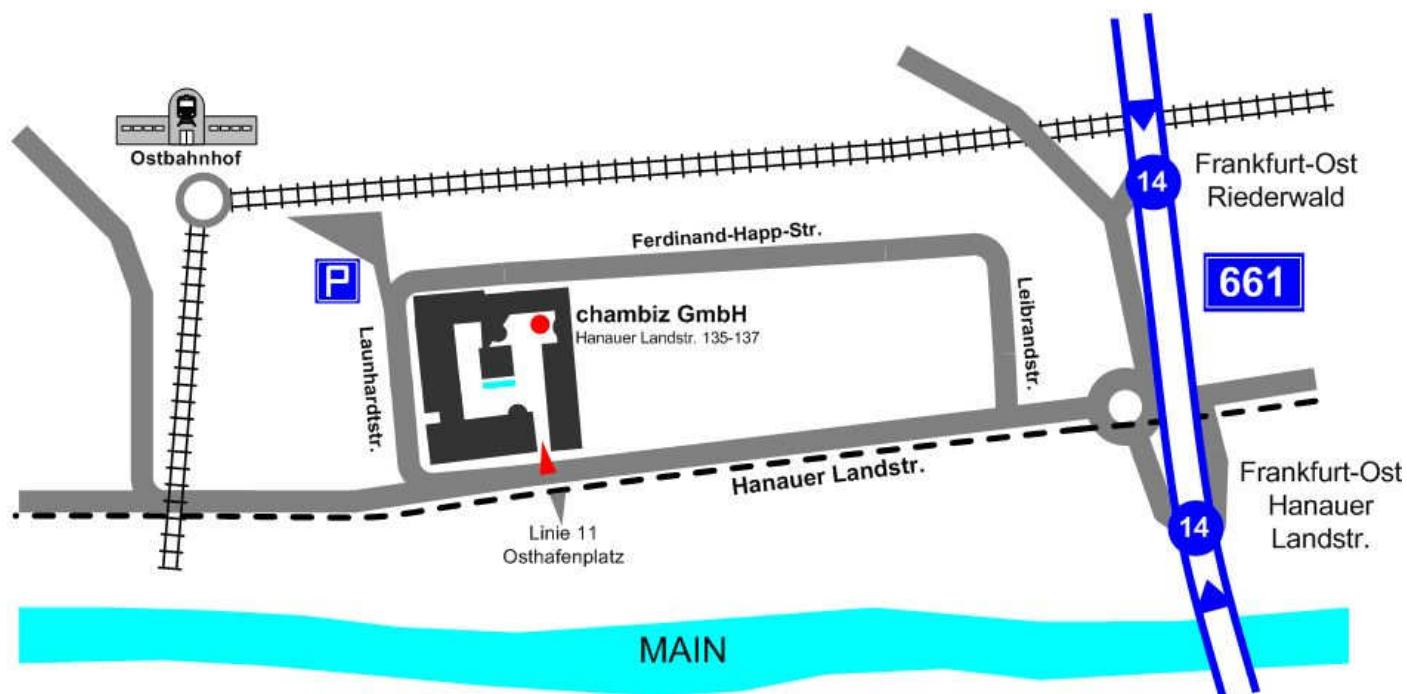 Ostbahnhof
14
Frankfurt-Ost
Riederwald
Ferdinand-Happ-Str.
P
661
Launhardtstr.
chambiz GmbH
Hanauer Landstr. 135-137
Leibrandstr.
Hanauer Landstr.
Linie 11
Osthafenplatz
14
Frankfurt-Ost
Hanauer
Landstr.
MAIN